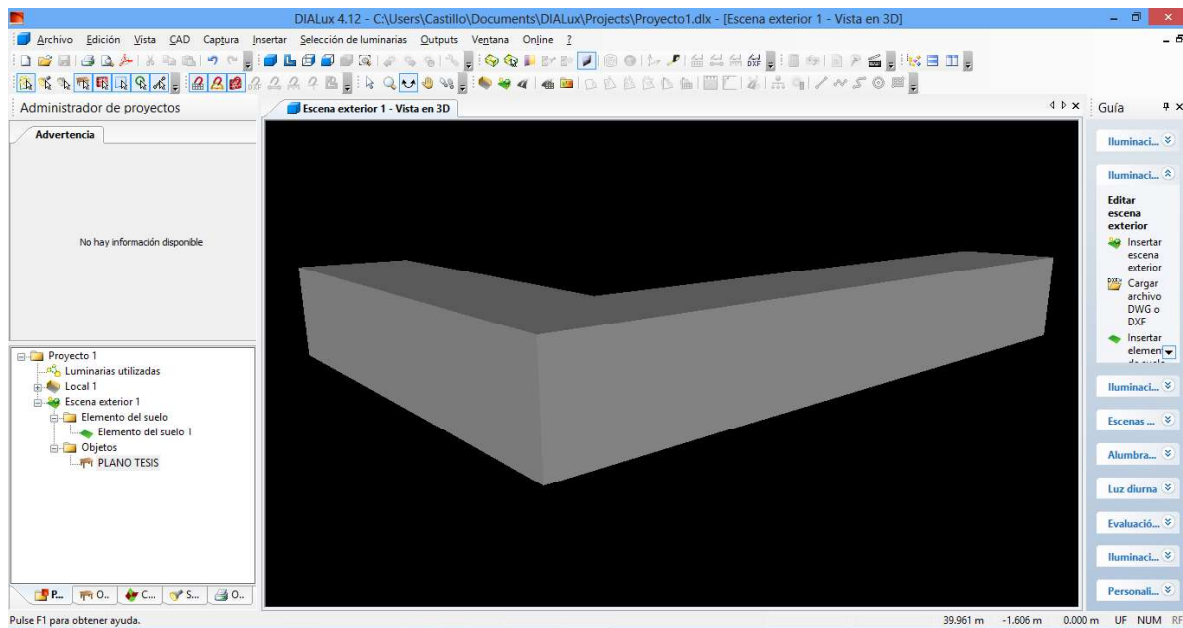 DIALux 4.12 - C:\Users\Castillo\Documents\DIALux\Projects\Proyecto1.dlx - [Escena exterior 1 - Vista en 3D]
Archivo Edición Vista CAD Captura Insertar Selección de luminarias Outputs Ventana Online ?
DXF
Administrador de proyectos
Advertencia
No hay información disponible
Proyecto 1
Luminarias utilizadas
Local 1
Escena exterior 1
Elemento del suelo
Elemento del suelo 1
Objetos
PLANO TESIS
P... O.. C... S... O..
Escena exterior 1 - Vista en 3D
Guía
Iluminaci...
Iluminaci...
Editar
escena
exterior
Insertar
escena
exterior
Cargar
archivo
DWG o
DXF
Insertar
elemen
Iluminaci...
Escenas ...
Alumbra...
Luz diurna
Evaluació...
Iluminaci...
Personali...
Pulse F1 para obtener ayuda.
39.961 m -1.606 m 0.000 m UF NUM RF